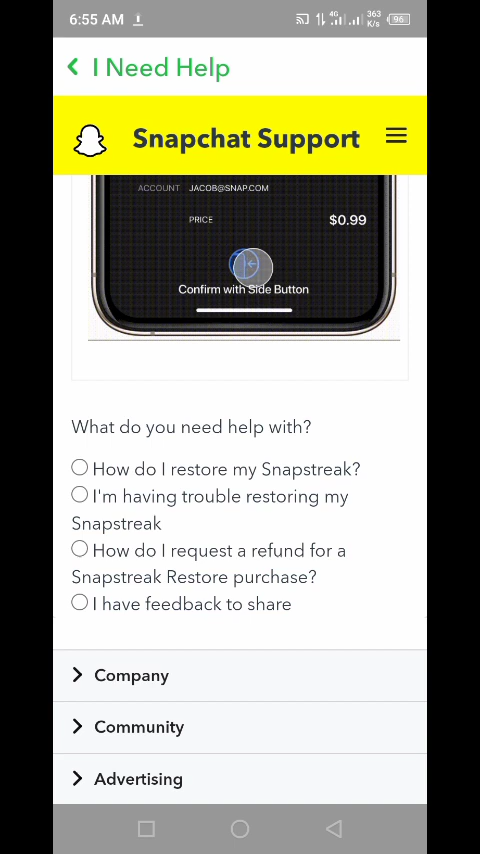 6:55 AM 4G 363 K/s 96
I Need Help
Snapchat Support
ACCOUNT JACOB@SNAP.COM
PRICE $0.99
Confirm with Side Button
What do you need help with?
How do I restore my Snapstreak?
I'm having trouble restoring my
Snapstreak
How do I request a refund for a
Snapstreak Restore purchase?
I have feedback to share
Company
Community
Advertising